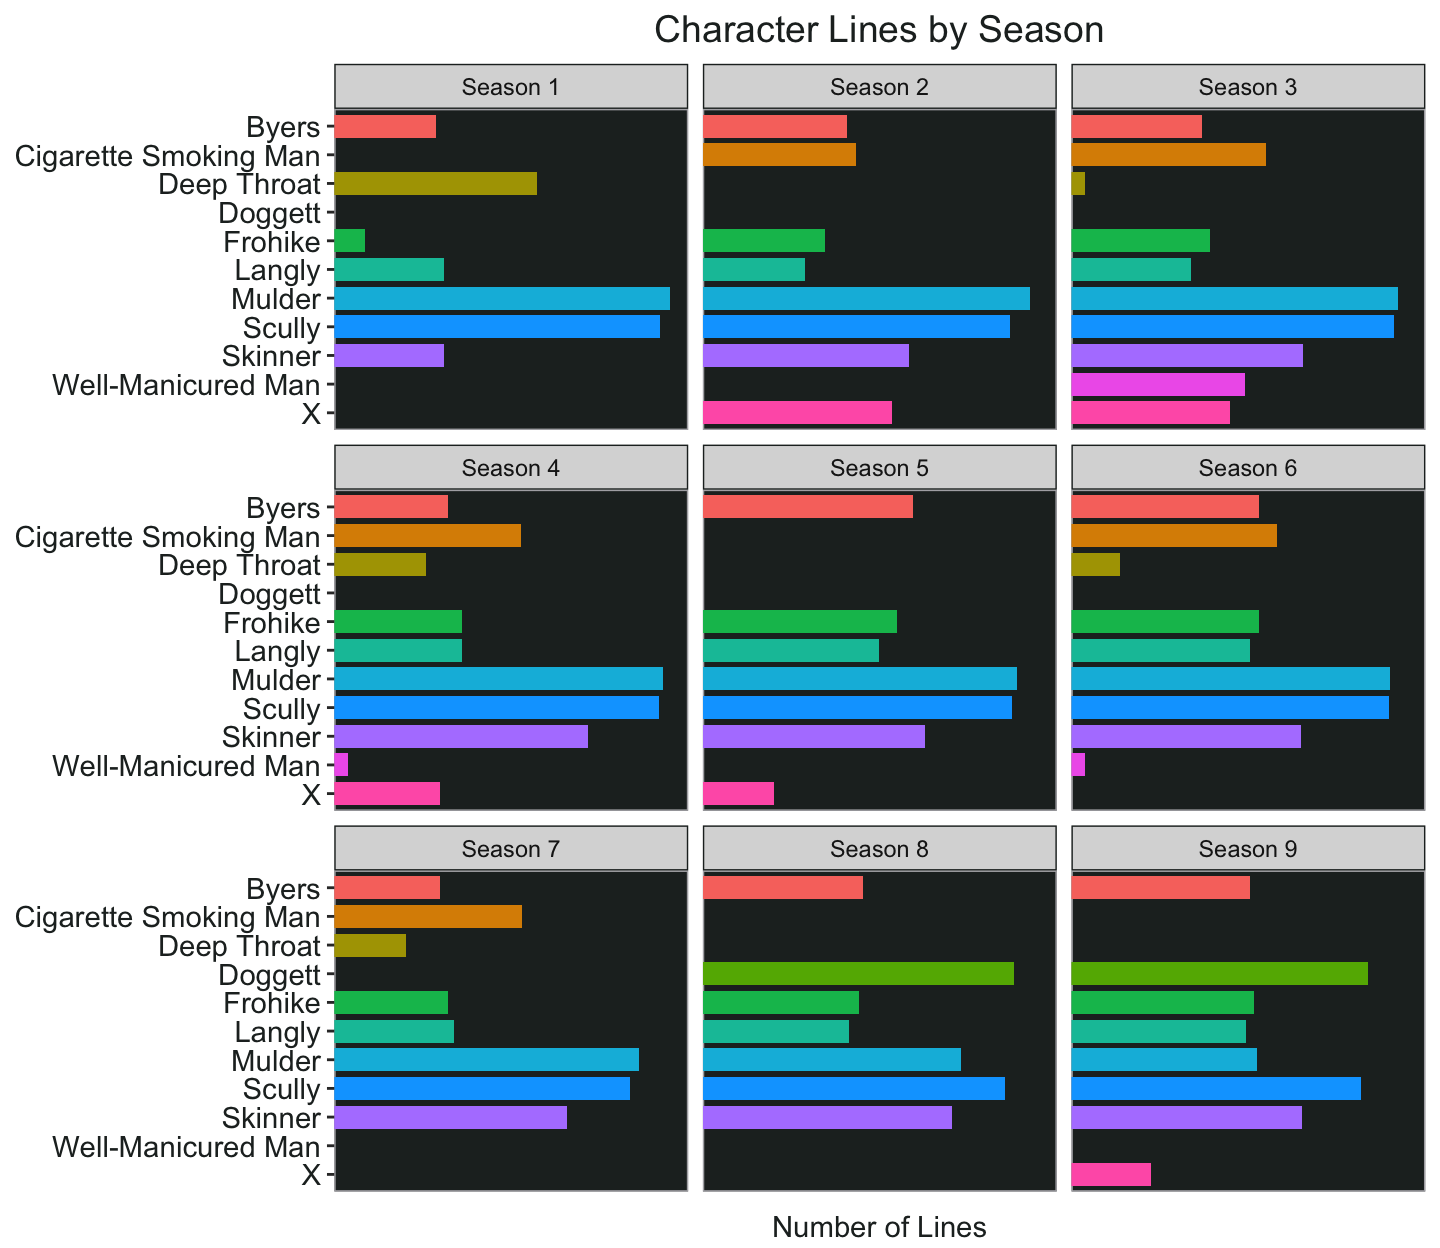 Character Lines by Season
Season 1
Season 2
Season 3
Byers
Cigarette Smoking Man
Deep Throat
Doggett
Frohike
Langly
Mulder
Scully
Skinner
Well-Manicured Man
X
Season 4
Season 5
Season 6
Byers
Cigarette Smoking Man
Deep Throat
Doggett
Frohike
Langly
Mulder
Scully
Skinner
Well-Manicured Man
X
Season 7
Season 8
Season 9
Byers
Cigarette Smoking Man
Deep Throat
Doggett
Frohike
Langly
Mulder
Scully
Skinner
Well-Manicured Man
X
Number of Lines